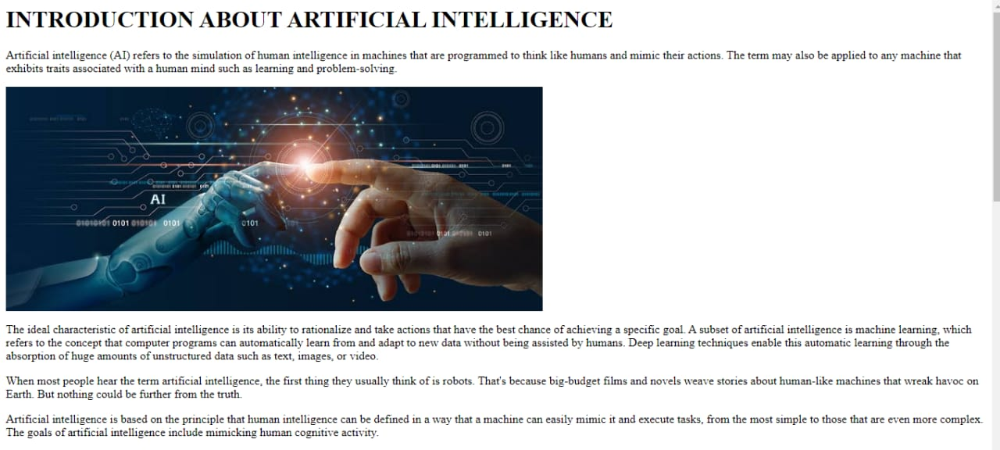 INTRODUCTION ABOUT ARTIFICIAL INTELLIGENCE
Artificial intelligence (AI) refers to the simulation of human intelligence in machines that are programmed to think like humans and mimic their actions. The term may also be applied to any machine that
exhibits traits associated with a human mind such as learning and problem-solving.
AI
01010101 0101 010101 0101
0101
01010101 0101 010101 0101
The ideal characteristic of artificial intelligence is its ability to rationalize and take actions that have the best chance of achieving a specific goal. A subset of artificial intelligence is machine learning, which
refers to the concept that computer programs can automatically learn from and adapt to new data without being assisted by humans. Deep learning techniques enable this automatic learning through the
absorption of huge amounts of unstructured data such as text, images, or video.
When most people hear the term artificial intelligence, the first thing they usually think of is robots. That's because big-budget films and novels weave stories about human-like machines that wreak havoc on
Earth. But nothing could be further from the truth.
Artificial intelligence is based on the principle that human intelligence can be defined in a way that a machine can easily mimic it and execute tasks, from the most simple to those that are even more complex.
The goals of artificial intelligence include mimicking human cognitive activity.